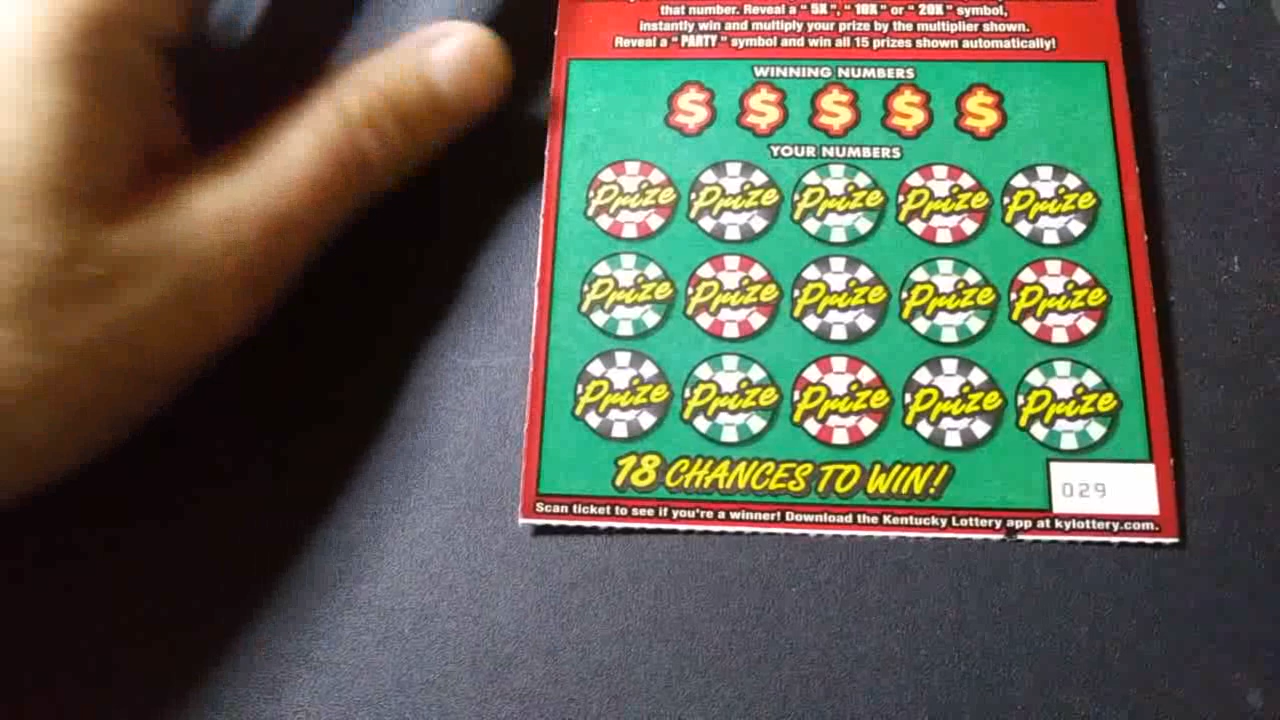 that number. Reveal a "5X", "10X" or "20X" symbol,
instantly win and multiply your prize by the multiplier shown.
Reveal a "PARTY" symbol and win all 15 prizes shown automatically!
WINNING NUMBERS
$ $ $ $ $
YOUR NUMBERS
Prize Prize Prize Prize Prize
Prize Prize Prize Prize Prize
Prize Prize Prize Prize Prize
18 CHANCES TO WIN!
029
Scan ticket to see if you're a winner! Download the Kentucky Lottery app at kylottery.com.